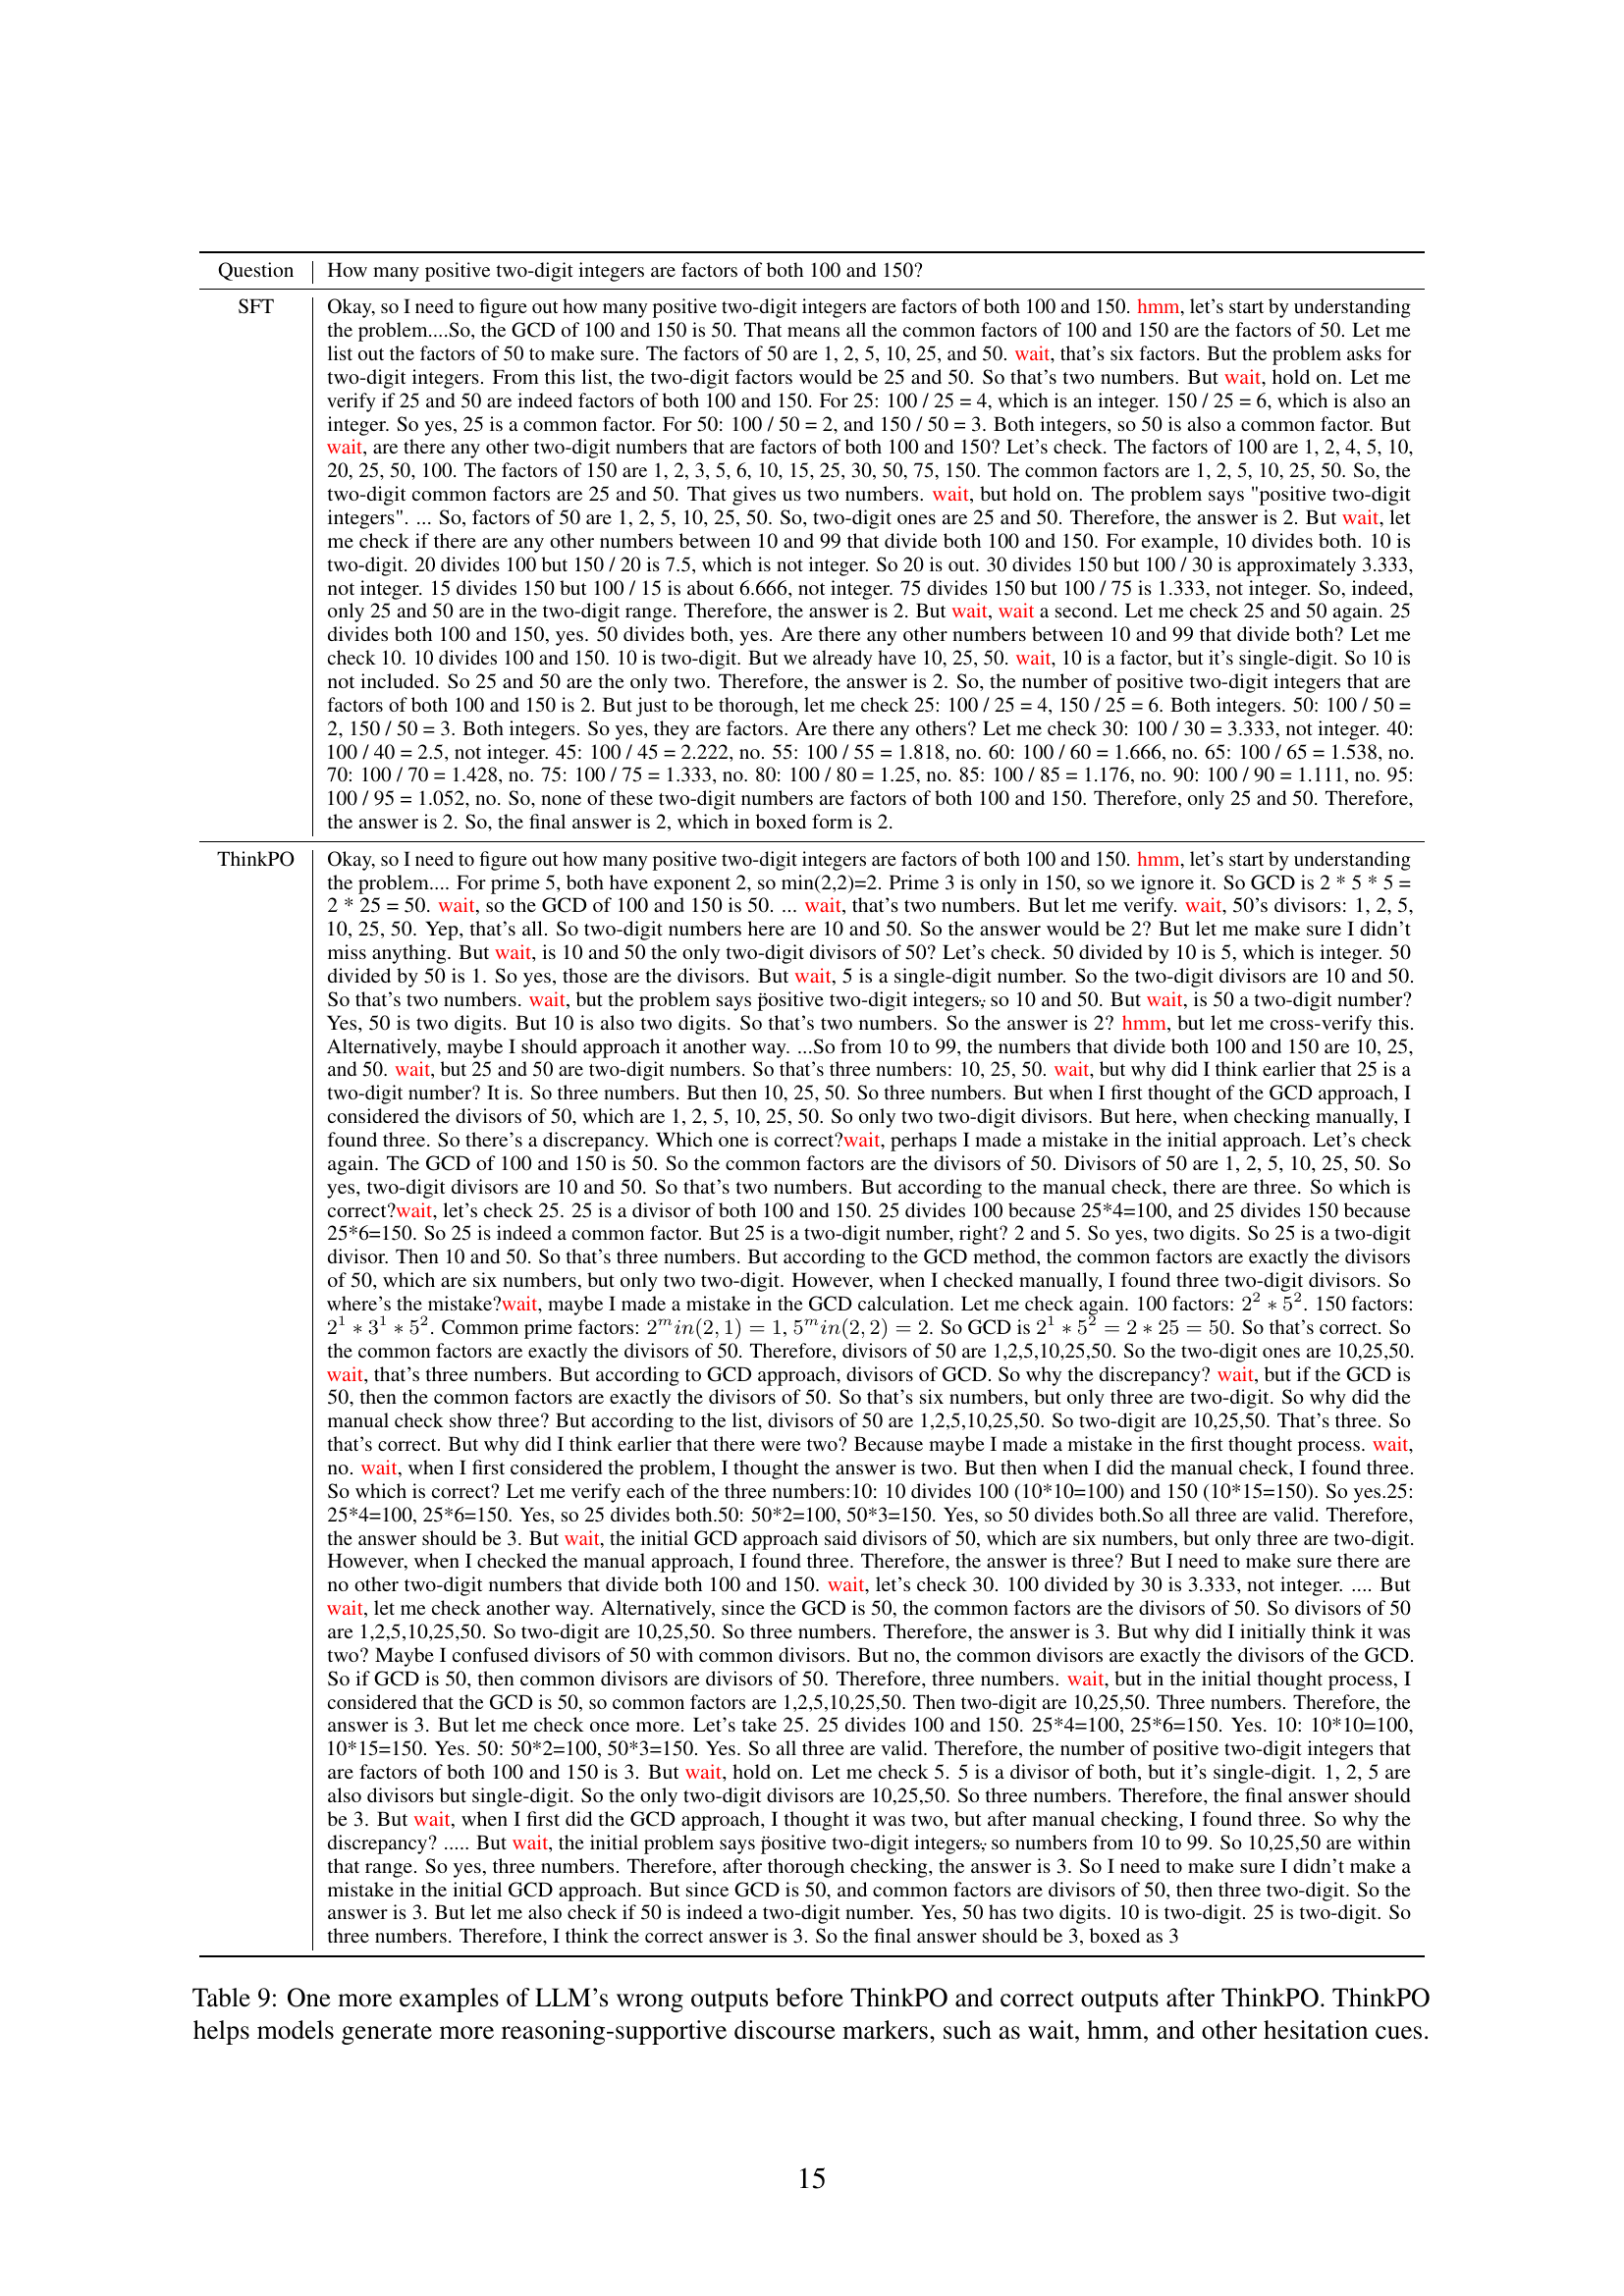 Question How many positive two-digit integers are factors of both 100 and 150?
SFT Okay, so I need to figure out how many positive two-digit integers are factors of both 100 and 150. hmm, let's start by understanding
the problem....So, the GCD of 100 and 150 is 50. That means all the common factors of 100 and 150 are the factors of 50. Let me
list out the factors of 50 to make sure. The factors of 50 are 1, 2, 5, 10, 25, and 50. wait, that's six factors. But the problem asks for
two-digit integers. From this list, the two-digit factors would be 25 and 50. So that's two numbers. But wait, hold on. Let me
verify if 25 and 50 are indeed factors of both 100 and 150. For 25: 100 / 25 = 4, which is an integer. 150 / 25 = 6, which is also an
integer. So yes, 25 is a common factor. For 50: 100 / 50 = 2, and 150 / 50 = 3. Both integers, so 50 is also a common factor. But
wait, are there any other two-digit numbers that are factors of both 100 and 150? Let's check. The factors of 100 are 1, 2, 4, 5, 10,
20, 25, 50, 100. The factors of 150 are 1, 2, 3, 5, 6, 10, 15, 25, 30, 50, 75, 150. The common factors are 1, 2, 5, 10, 25, 50. So, the
two-digit common factors are 25 and 50. That gives us two numbers. wait, but hold on. The problem says "positive two-digit
integers". ... So, factors of 50 are 1, 2, 5, 10, 25, 50. So, two-digit ones are 25 and 50. Therefore, the answer is 2. But wait, let
me check if there are any other numbers between 10 and 99 that divide both 100 and 150. For example, 10 divides both. 10 is
two-digit. 20 divides 100 but 150 / 20 is 7.5, which is not integer. So 20 is out. 30 divides 150 but 100 / 30 is approximately 3.333,
not integer. 15 divides 150 but 100 / 15 is about 6.666, not integer. 75 divides 150 but 100 / 75 is 1.333, not integer. So, indeed,
only 25 and 50 are in the two-digit range. Therefore, the answer is 2. But wait, wait a second. Let me check 25 and 50 again. 25
divides both 100 and 150, yes. 50 divides both, yes. Are there any other numbers between 10 and 99 that divide both? Let me
check 10. 10 divides 100 and 150. 10 is two-digit. But we already have 10, 25, 50. wait, 10 is a factor, but it's single-digit. So 10 is
not included. So 25 and 50 are the only two. Therefore, the answer is 2. So, the number of positive two-digit integers that are
factors of both 100 and 150 is 2. But just to be thorough, let me check 25: 100 / 25 = 4, 150 / 25 = 6. Both integers. 50: 100 / 50 =
2, 150 / 50 = 3. Both integers. So yes, they are factors. Are there any others? Let me check 30: 100 / 30 = 3.333, not integer. 40:
100 / 40 = 2.5, not integer. 45: 100 / 45 = 2.222, no. 55: 100 / 55 = 1.818, no. 60: 100 / 60 = 1.666, no. 65: 100 / 65 = 1.538, no.
70: 100 / 70 = 1.428, no. 75: 100 / 75 = 1.333, no. 80: 100 / 80 = 1.25, no. 85: 100 / 85 = 1.176, no. 90: 100 / 90 = 1.111, no. 95:
100 / 95 = 1.052, no. So, none of these two-digit numbers are factors of both 100 and 150. Therefore, only 25 and 50. Therefore,
the answer is 2. So, the final answer is 2, which in boxed form is 2.
ThinkPO Okay, so I need to figure out how many positive two-digit integers are factors of both 100 and 150. hmm, let's start by understanding
the problem.... For prime 5, both have exponent 2, so min(2,2)=2. Prime 3 is only in 150, so we ignore it. So GCD is 2 * 5 * 5 =
2 * 25 = 50. wait, so the GCD of 100 and 150 is 50. ... wait, that's two numbers. But let me verify. wait, 50's divisors: 1, 2, 5,
10, 25, 50. Yep, that's all. So two-digit numbers here are 10 and 50. So the answer would be 2? But let me make sure I didn't
miss anything. But wait, is 10 and 50 the only two-digit divisors of 50? Let's check. 50 divided by 10 is 5, which is integer. 50
divided by 50 is 1. So yes, those are the divisors. But wait, 5 is a single-digit number. So the two-digit divisors are 10 and 50.
So that's two numbers. wait, but the problem says p̈ositive two-digit integers,̈ so 10 and 50. But wait, is 50 a two-digit number?
Yes, 50 is two digits. But 10 is also two digits. So that's two numbers. So the answer is 2? hmm, but let me cross-verify this.
Alternatively, maybe I should approach it another way. ...So from 10 to 99, the numbers that divide both 100 and 150 are 10, 25,
and 50. wait, but 25 and 50 are two-digit numbers. So that's three numbers: 10, 25, 50. wait, but why did I think earlier that 25 is a
two-digit number? It is. So three numbers. But then 10, 25, 50. So three numbers. But when I first thought of the GCD approach, I
considered the divisors of 50, which are 1, 2, 5, 10, 25, 50. So only two two-digit divisors. But here, when checking manually, I
found three. So there's a discrepancy. Which one is correct?wait, perhaps I made a mistake in the initial approach. Let's check
again. The GCD of 100 and 150 is 50. So the common factors are the divisors of 50. Divisors of 50 are 1, 2, 5, 10, 25, 50. So
yes, two-digit divisors are 10 and 50. So that's two numbers. But according to the manual check, there are three. So which is
correct?wait, let's check 25. 25 is a divisor of both 100 and 150. 25 divides 100 because 25*4=100, and 25 divides 150 because
25*6=150. So 25 is indeed a common factor. But 25 is a two-digit number, right? 2 and 5. So yes, two digits. So 25 is a two-digit
divisor. Then 10 and 50. So that's three numbers. But according to the GCD method, the common factors are exactly the divisors
of 50, which are six numbers, but only two two-digit. However, when I checked manually, I found three two-digit divisors. So
where's the mistake?wait, maybe I made a mistake in the GCD calculation. Let me check again. 100 factors: 2² ∗ 5². 150 factors:
2¹ ∗ 3¹ ∗ 5². Common prime factors: 2ᵐin(2, 1) = 1, 5ᵐin(2, 2) = 2. So GCD is 2¹ ∗ 5² = 2 ∗ 25 = 50. So that's correct. So
the common factors are exactly the divisors of 50. Therefore, divisors of 50 are 1,2,5,10,25,50. So the two-digit ones are 10,25,50.
wait, that's three numbers. But according to GCD approach, divisors of GCD. So why the discrepancy? wait, but if the GCD is
50, then the common factors are exactly the divisors of 50. So that's six numbers, but only three are two-digit. So why did the
manual check show three? But according to the list, divisors of 50 are 1,2,5,10,25,50. So two-digit are 10,25,50. That's three. So
that's correct. But why did I think earlier that there were two? Because maybe I made a mistake in the first thought process. wait,
no. wait, when I first considered the problem, I thought the answer is two. But then when I did the manual check, I found three.
So which is correct? Let me verify each of the three numbers:10: 10 divides 100 (10*10=100) and 150 (10*15=150). So yes.25:
25*4=100, 25*6=150. Yes, so 25 divides both.50: 50*2=100, 50*3=150. Yes, so 50 divides both.So all three are valid. Therefore,
the answer should be 3. But wait, the initial GCD approach said divisors of 50, which are six numbers, but only three are two-digit.
However, when I checked the manual approach, I found three. Therefore, the answer is three? But I need to make sure there are
no other two-digit numbers that divide both 100 and 150. wait, let's check 30. 100 divided by 30 is 3.333, not integer. .... But
wait, let me check another way. Alternatively, since the GCD is 50, the common factors are the divisors of 50. So divisors of 50
are 1,2,5,10,25,50. So two-digit are 10,25,50. So three numbers. Therefore, the answer is 3. But why did I initially think it was
two? Maybe I confused divisors of 50 with common divisors. But no, the common divisors are exactly the divisors of the GCD.
So if GCD is 50, then common divisors are divisors of 50. Therefore, three numbers. wait, but in the initial thought process, I
considered that the GCD is 50, so common factors are 1,2,5,10,25,50. Then two-digit are 10,25,50. Three numbers. Therefore, the
answer is 3. But let me check once more. Let's take 25. 25 divides 100 and 150. 25*4=100, 25*6=150. Yes. 10: 10*10=100,
10*15=150. Yes. 50: 50*2=100, 50*3=150. Yes. So all three are valid. Therefore, the number of positive two-digit integers that
are factors of both 100 and 150 is 3. But wait, hold on. Let me check 5. 5 is a divisor of both, but it's single-digit. 1, 2, 5 are
also divisors but single-digit. So the only two-digit divisors are 10,25,50. So three numbers. Therefore, the final answer should
be 3. But wait, when I first did the GCD approach, I thought it was two, but after manual checking, I found three. So why the
discrepancy? ..... But wait, the initial problem says p̈ositive two-digit integers,̈ so numbers from 10 to 99. So 10,25,50 are within
that range. So yes, three numbers. Therefore, after thorough checking, the answer is 3. So I need to make sure I didn't make a
mistake in the initial GCD approach. But since GCD is 50, and common factors are divisors of 50, then three two-digit. So the
answer is 3. But let me also check if 50 is indeed a two-digit number. Yes, 50 has two digits. 10 is two-digit. 25 is two-digit. So
three numbers. Therefore, I think the correct answer is 3. So the final answer should be 3, boxed as 3
Table 9: One more examples of LLM's wrong outputs before ThinkPO and correct outputs after ThinkPO. ThinkPO
helps models generate more reasoning-supportive discourse markers, such as wait, hmm, and other hesitation cues.
15